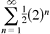 ∞
∑ 1/2(2)ⁿ
n = 1